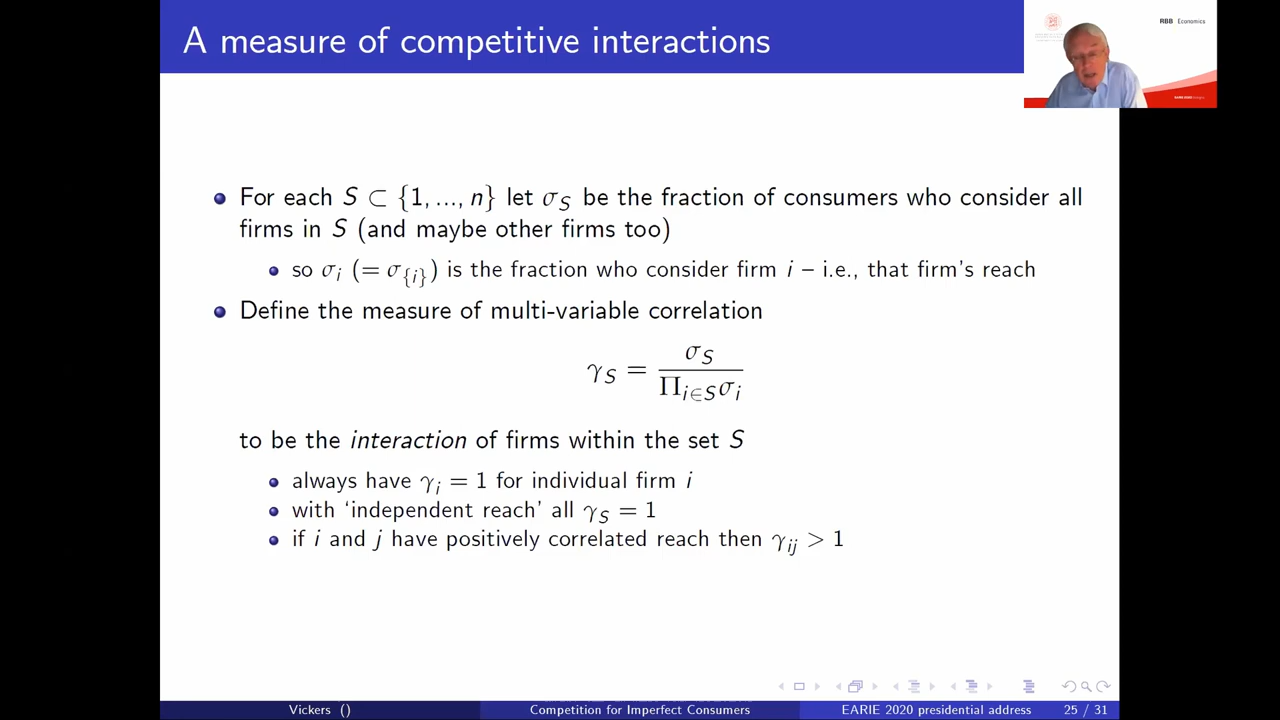 A measure of competitive interactions
RBB Economics
For each S ⊂ {1, ..., n} let σ_S be the fraction of consumers who consider all
firms in S (and maybe other firms too)
so σ_i (= σ_{i}) is the fraction who consider firm i – i.e., that firm's reach
Define the measure of multi-variable correlation
γ_S = σ_S / Π_{i∈S} σ_i
to be the interaction of firms within the set S
always have γ_i = 1 for individual firm i
with ‘independent reach’ all γ_S = 1
if i and j have positively correlated reach then γ_ij > 1
Vickers () Competition for Imperfect Consumers EARIE 2020 presidential address 25 / 31